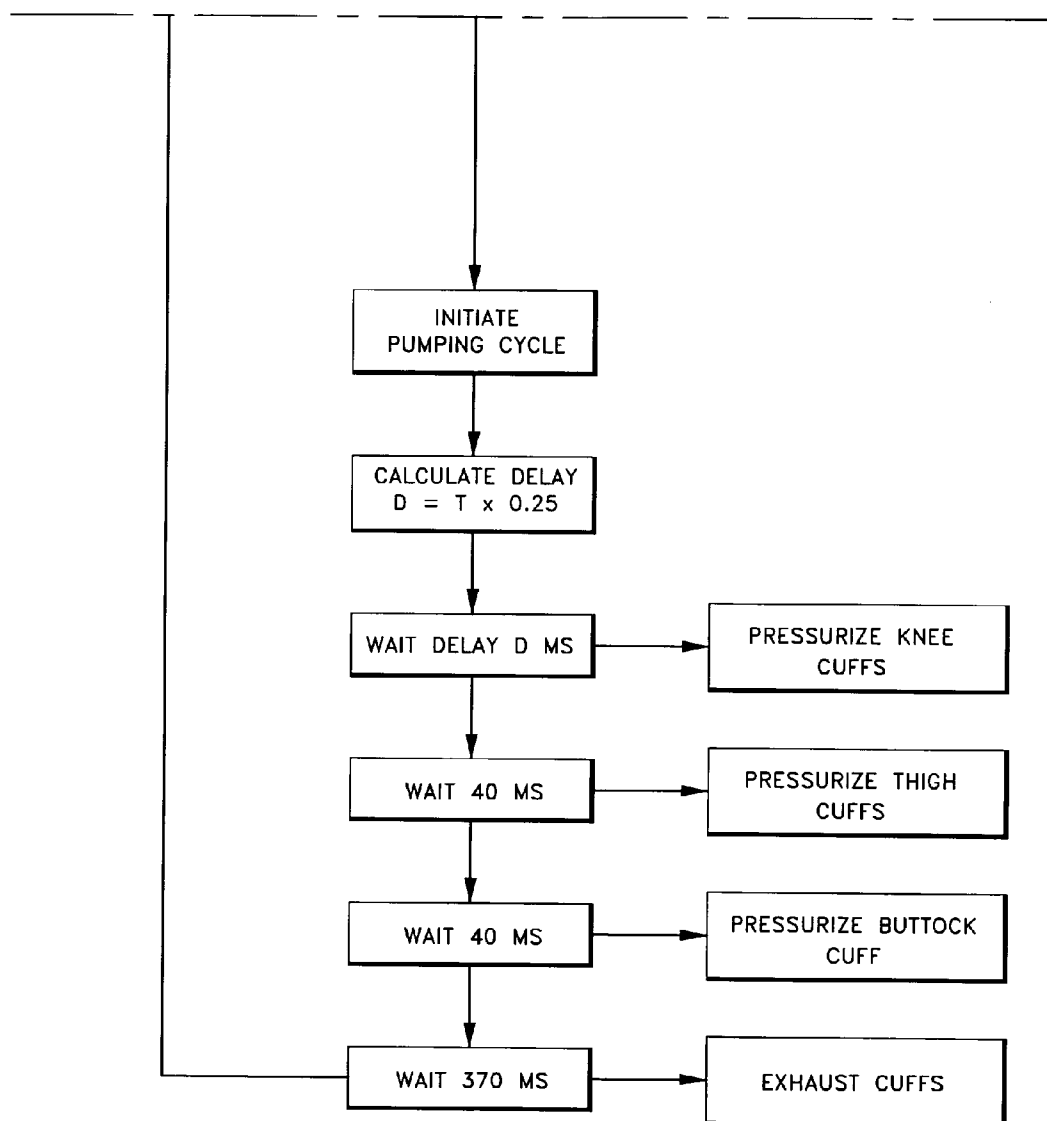 INITIATE
PUMPING CYCLE
CALCULATE DELAY
D = T x 0.25
WAIT DELAY D MS
PRESSURIZE KNEE
CUFFS
WAIT 40 MS
PRESSURIZE THIGH
CUFFS
WAIT 40 MS
PRESSURIZE BUTTOCK
CUFF
WAIT 370 MS
EXHAUST CUFFS